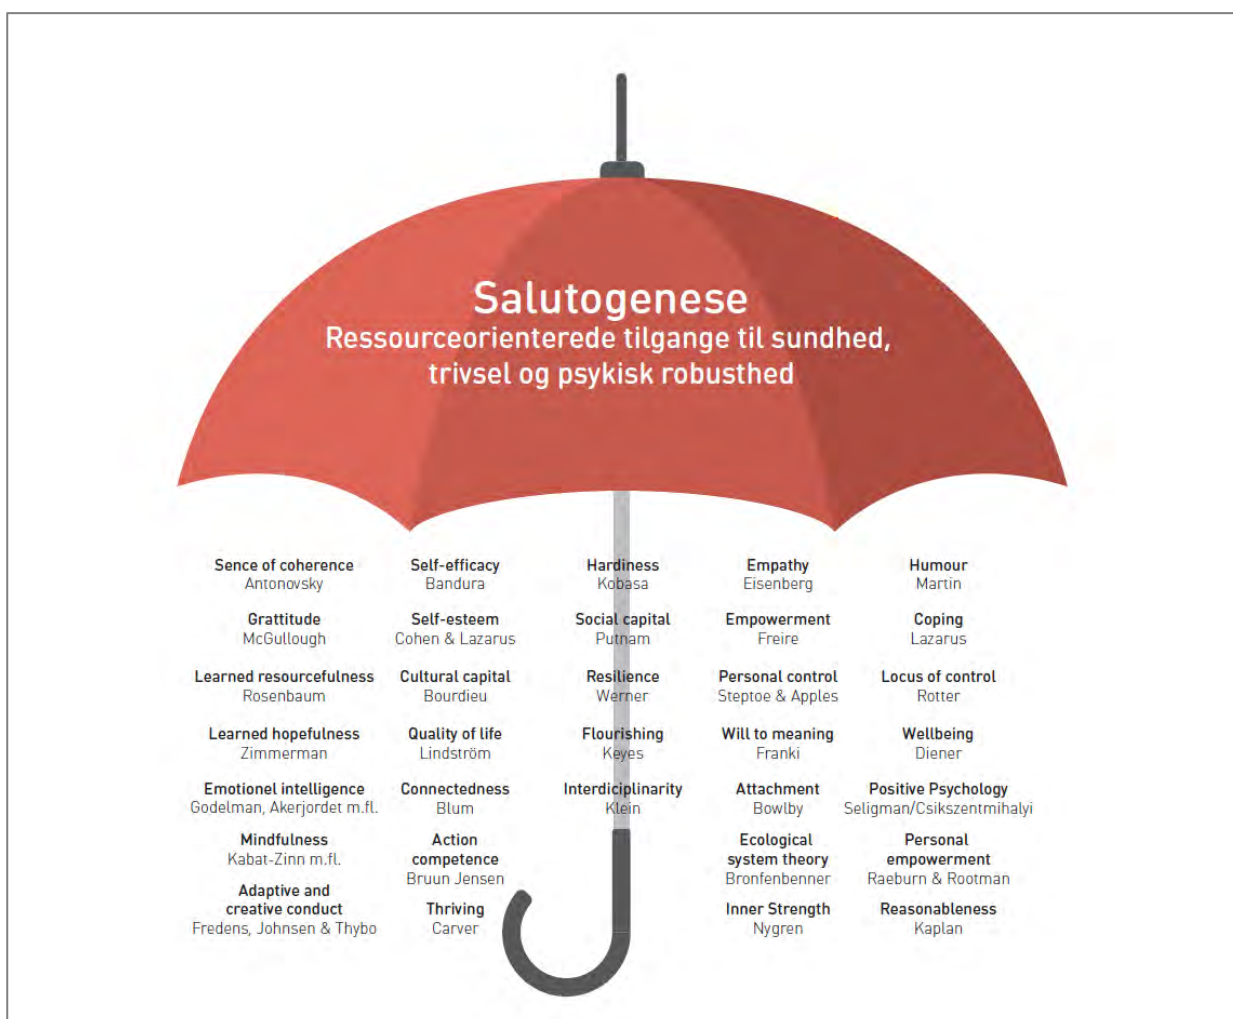 Salutogenese
Ressourceorienterede tilgange til sundhed,
trivsel og psykisk robusthed
Sence of coherence
Antonovsky
Self-efficacy
Bandura
Hardiness
Kobasa
Empathy
Eisenberg
Humour
Martin
Grattitude
McGullough
Self-esteem
Cohen & Lazarus
Social capital
Putnam
Empowerment
Freire
Coping
Lazarus
Learned resourcefulness
Rosenbaum
Cultural capital
Bourdieu
Resilience
Werner
Personal control
Steptoe & Apples
Locus of control
Rotter
Learned hopefulness
Zimmerman
Quality of life
Lindström
Flourishing
Keyes
Will to meaning
Franki
Wellbeing
Diener
Emotionel intelligence
Godelman, Akerjordet m.fl.
Connectedness
Blum
Interdiciplinarity
Klein
Attachment
Bowlby
Positive Psychology
Seligman/Csikszentmihalyi
Mindfulness
Kabat-Zinn m.fl.
Action
competence
Bruun Jensen
Ecological
system theory
Bronfenbenner
Personal
empowerment
Raeburn & Rootman
Adaptive and
creative conduct
Fredens, Johnsen & Thybo
Thriving
Carver
Inner Strength
Nygren
Reasonableness
Kaplan